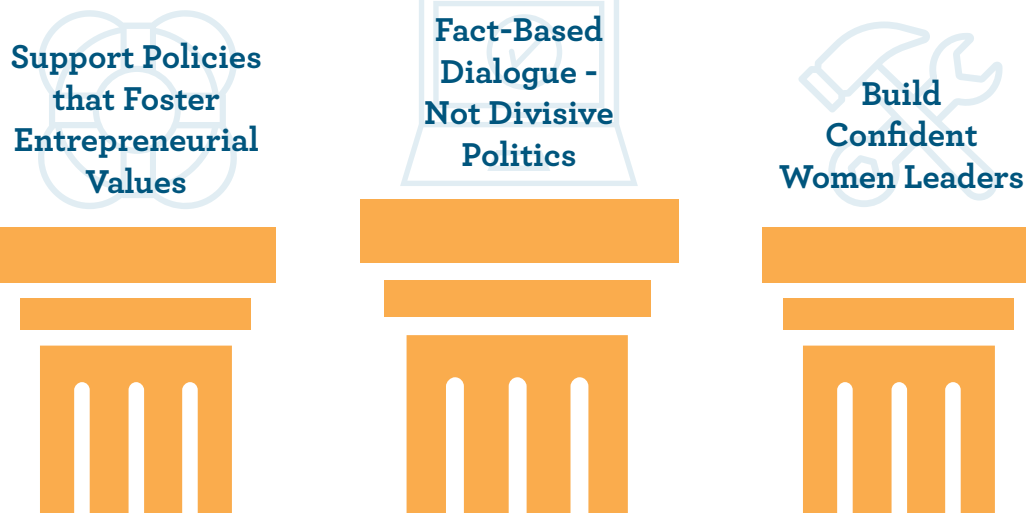 Support Policies
that Foster
Entrepreneurial
Values
Fact-Based
Dialogue -
Not Divisive
Politics
Build
Confident
Women Leaders